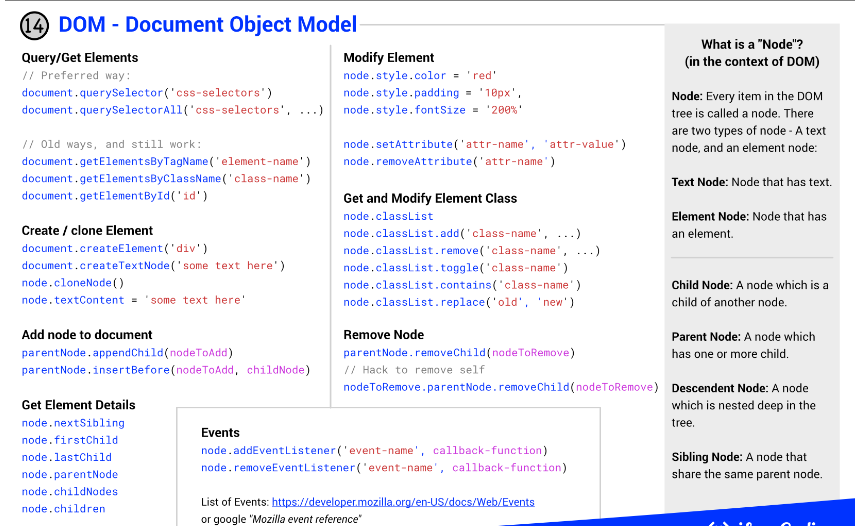 14
DOM - Document Object Model
Query/Get Elements
// Preferred way:
document.querySelector('css-selectors')
document.querySelectorAll('css-selectors', ...)
// Old ways, and still work:
document.getElementsByTagName('element-name')
document.getElementsByClassName('class-name')
document.getElementById('id')
Create / clone Element
document.createElement('div')
document.createTextNode('some text here')
node.cloneNode()
node.textContent = 'some text here'
Add node to document
parentNode.appendChild(nodeToAdd)
parentNode.insertBefore(nodeToAdd, childNode)
Get Element Details
node.nextSibling
node.firstChild
node.lastChild
node.parentNode
node.childNodes
node.children
Modify Element
node.style.color = 'red'
node.style.padding = '10px',
node.style.fontSize = '200%'
node.setAttribute('attr-name', 'attr-value')
node.removeAttribute('attr-name')
Get and Modify Element Class
node.classList
node.classList.add('class-name', ...)
node.classList.remove('class-name', ...)
node.classList.toggle('class-name')
node.classList.contains('class-name')
node.classList.replace('old', 'new')
Remove Node
parentNode.removeChild(nodeToRemove)
// Hack to remove self
nodeToRemove.parentNode.removeChild(nodeToRemove)
Events
node.addEventListener('event-name', callback-function)
node.removeEventListener('event-name', callback-function)
List of Events: https://developer.mozilla.org/en-US/docs/Web/Events
or google "Mozilla event reference"
What is a "Node"?
(in the context of DOM)
Node: Every item in the DOM
tree is called a node. There
are two types of node - A text
node, and an element node:
Text Node: Node that has text.
Element Node: Node that has
an element.
Child Node: A node which is a
child of another node.
Parent Node: A node which
has one or more child.
Descendent Node: A node
which is nested deep in the
tree.
Sibling Node: A node that
share the same parent node.